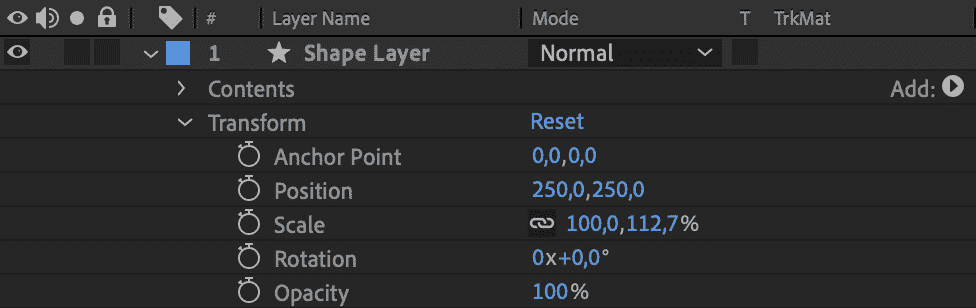 # Layer Name Mode T TrkMat
1 Shape Layer Normal
Contents Add:
Transform Reset
Anchor Point 0,0,0,0
Position 250,0,250,0
Scale 100,0,112,7%
Rotation 0x+0,0°
Opacity 100%